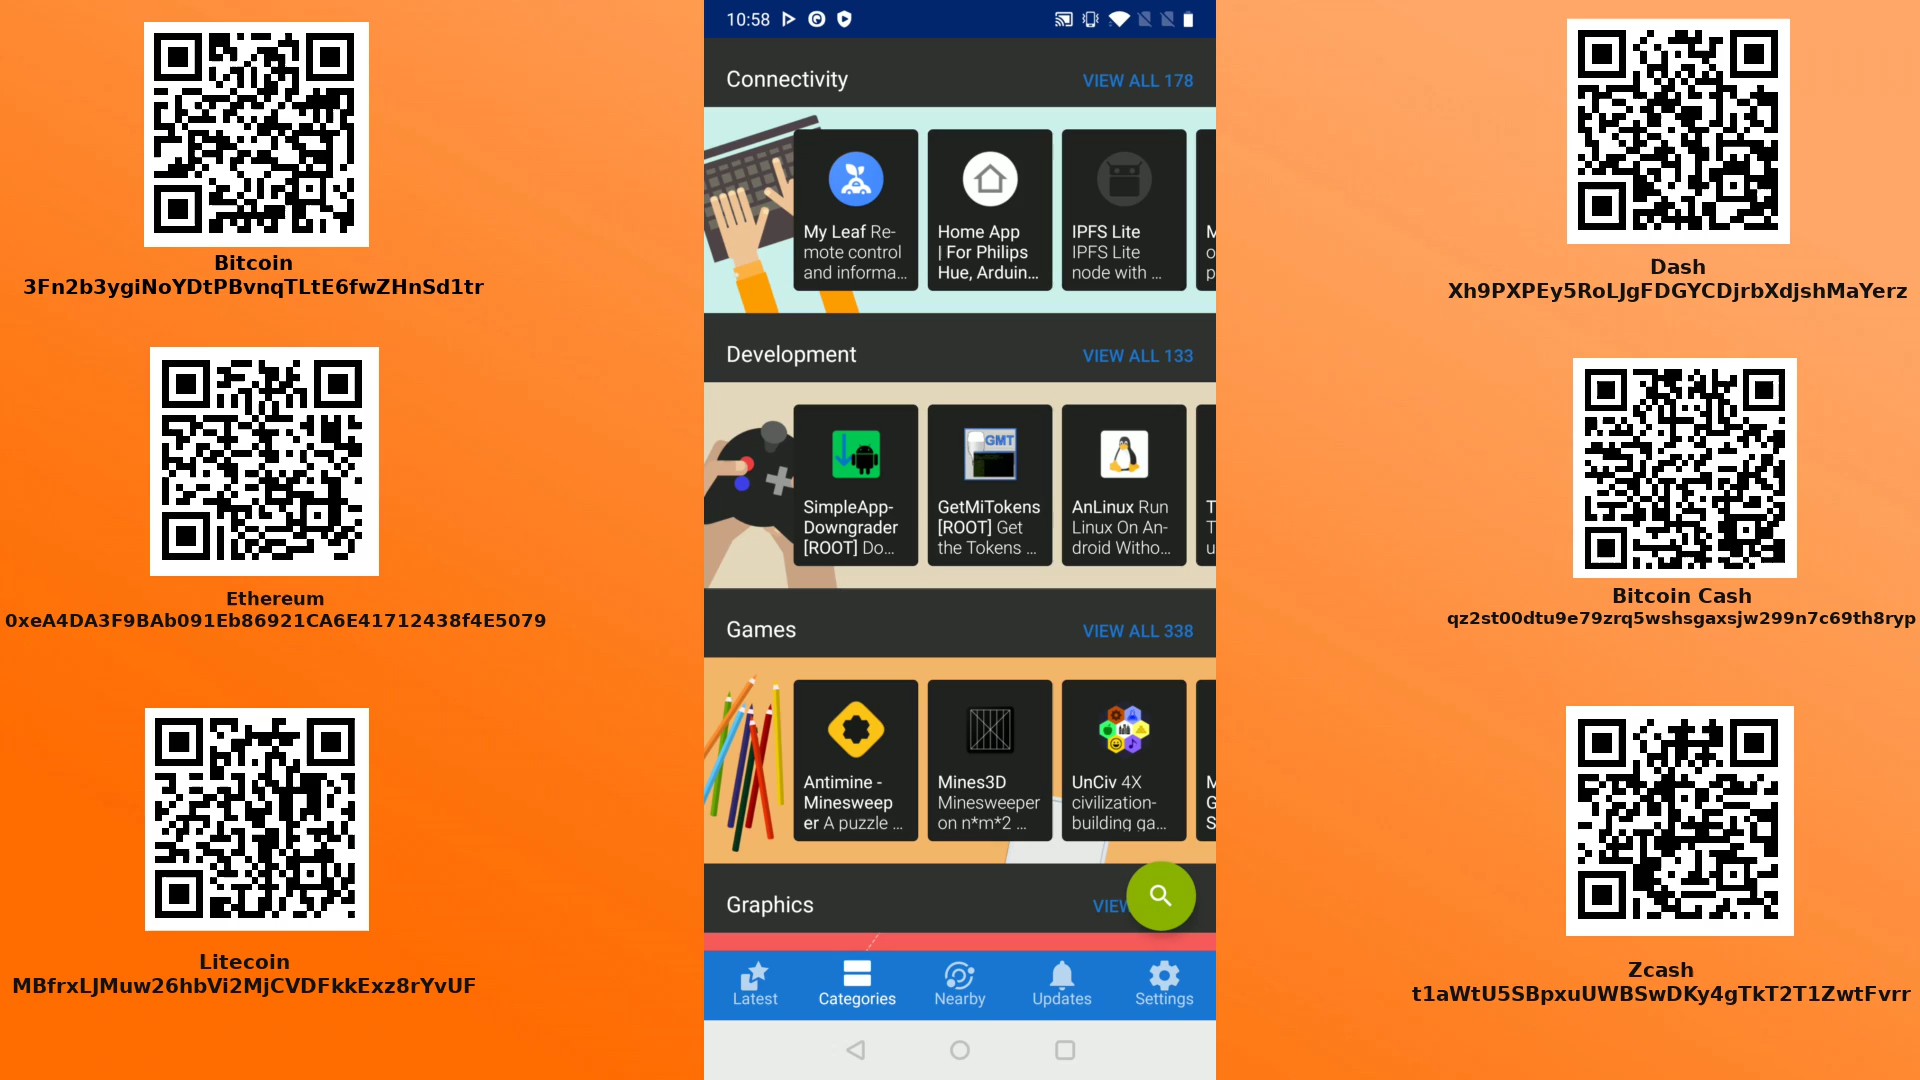 Bitcoin
3Fn2b3ygiNoYDtPBvnqTLtE6fwZHnSd1tr
Ethereum
0xeA4DA3F9BAb091Eb86921CA6E41712438f4E5079
Litecoin
MBfrxLJMuw26hbVi2MjCVDFkkExz8rYvUF
10:58
Connectivity
VIEW ALL 178
My Leaf Re-
mote control
and informa...
Home App
| For Philips
Hue, Arduin...
IPFS Lite
IPFS Lite
node with ...
M
o
p
Development
VIEW ALL 133
SimpleApp-
Downgrader
[ROOT] Do...
GMT
GetMiTokens
[ROOT] Get
the Tokens ...
AnLinux Run
Linux On An-
droid Witho...
T
T
u
Games
VIEW ALL 338
Antimine -
Minesweep
er A puzzle ...
Mines3D
Minesweeper
on n*m*2 ...
UnCiv 4X
civilization-
building ga...
M
G
S
Graphics
VIEW
Latest
Categories
Nearby
Updates
Settings
Dash
Xh9PXPEy5RoLJgFDGYCDjrbXdjshMaYerz
Bitcoin Cash
qz2st00dtu9e79zrq5wshsgaxsjw299n7c69th8ryp
Zcash
t1aWtU5SBpxuUWBSwDKy4gTkT2T1ZwtFvrr